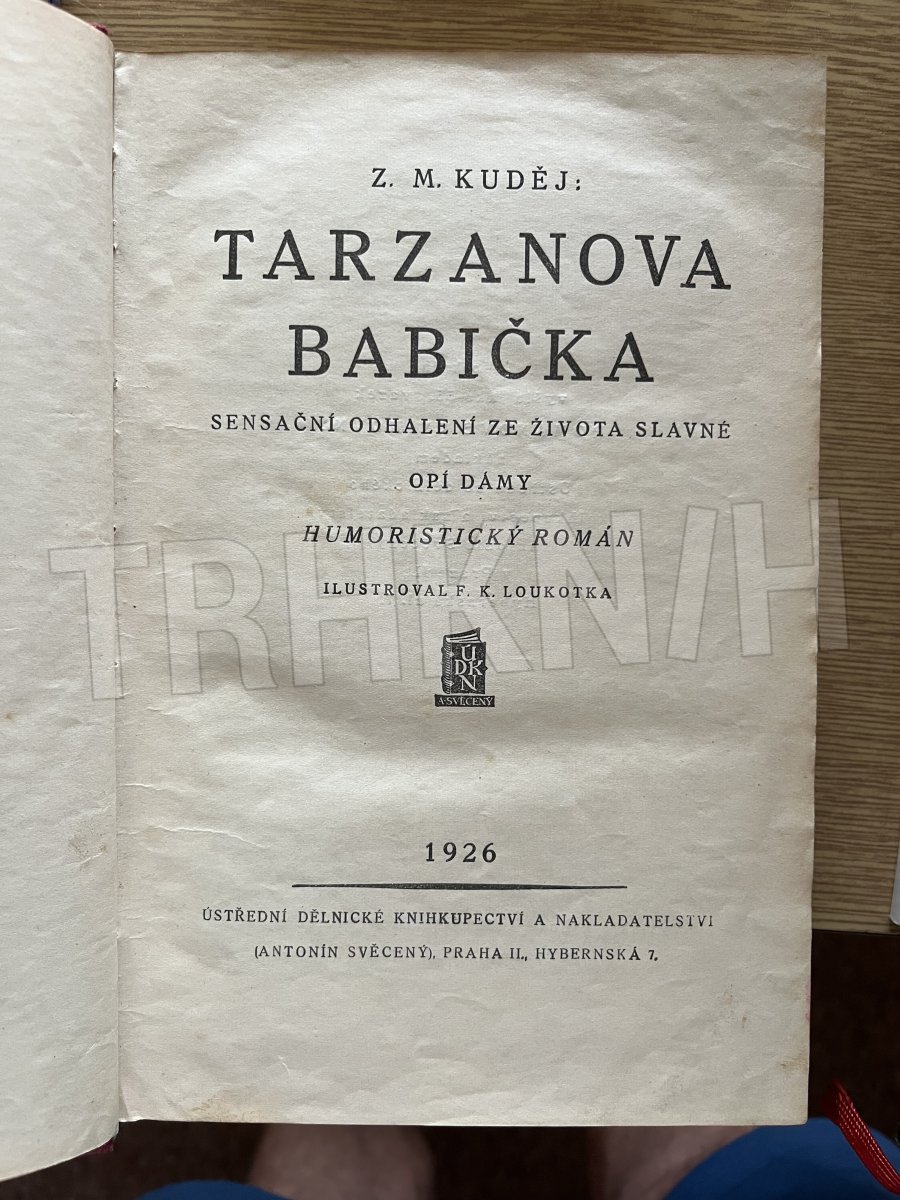 Z. M. KUDĚJ:
TARZANOVA
BABIČKA
SENSAČNÍ ODHALENÍ ZE ŽIVOTA SLAVNÉ
OPÍ DÁMY
HUMORISTICKÝ ROMÁN
ILUSTROVAL F. K. LOUKOTKA
TRHKNIH
ÚDKN
A·SVĚCENÝ
1926
ÚSTŘEDNÍ DĚLNICKÉ KNIHKUPECTVÍ A NAKLADATELSTVÍ
(ANTONÍN SVĚCENÝ), PRAHA II., HYBERNSKÁ 7.